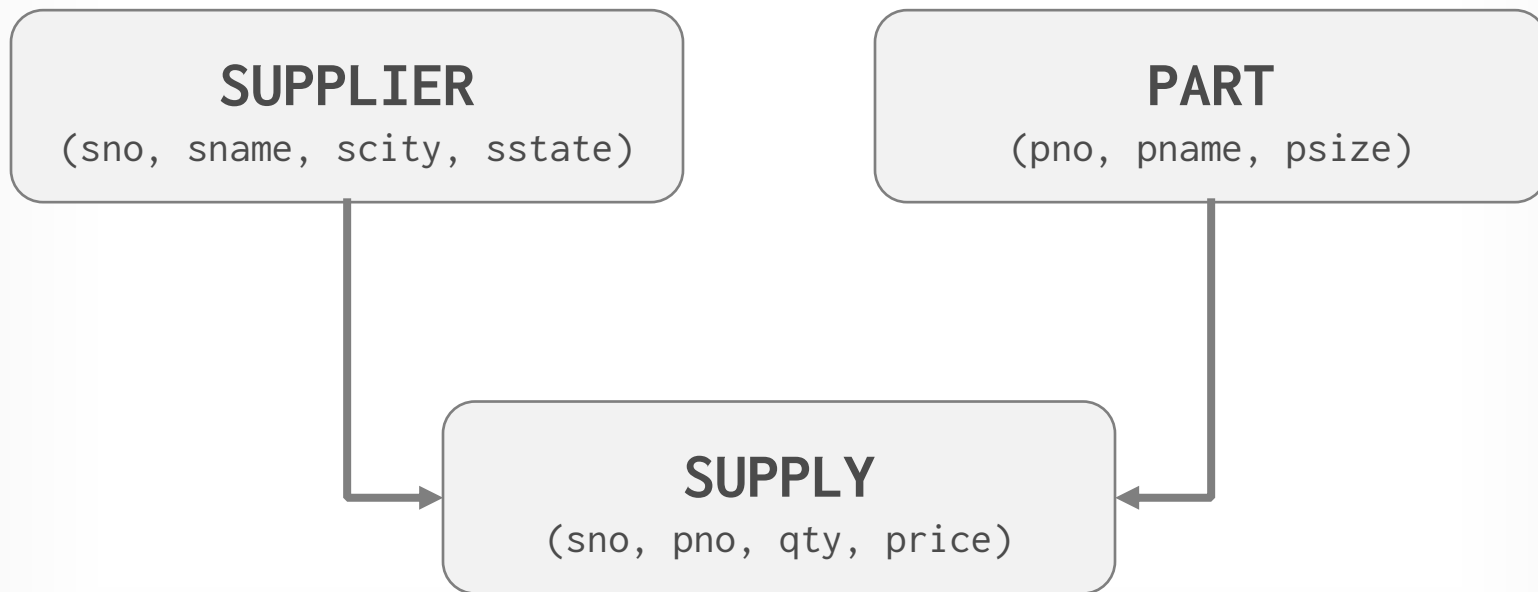 SUPPLIER
(sno, sname, scity, sstate)
PART
(pno, pname, psize)
SUPPLY
(sno, pno, qty, price)